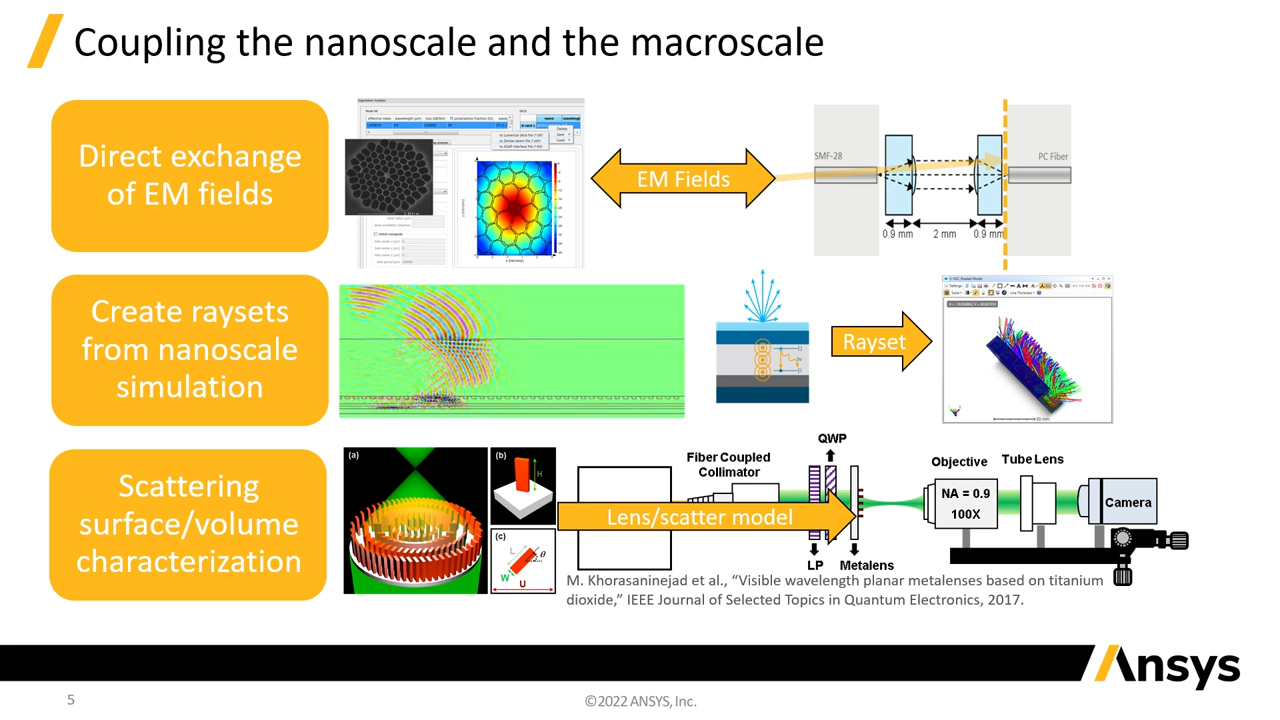 Coupling the nanoscale and the macroscale
Direct exchange
of EM fields
EM Fields
SMF-28
PC Fiber
0.9 mm
2 mm
0.9 mm
Create raysets
from nanoscale
simulation
Rayset
Scattering
surface/volume
characterization
(a)
(b)
H
(c)
L
θ
W
U
Lens/scatter model
Fiber Coupled
Collimator
QWP
LP
Metalens
Objective
NA = 0.9
100X
Tube Lens
Camera
M. Khorasaninejad et al., “Visible wavelength planar metalenses based on titanium
dioxide,” IEEE Journal of Selected Topics in Quantum Electronics, 2017.
Ansys
5
©2022 ANSYS, Inc.